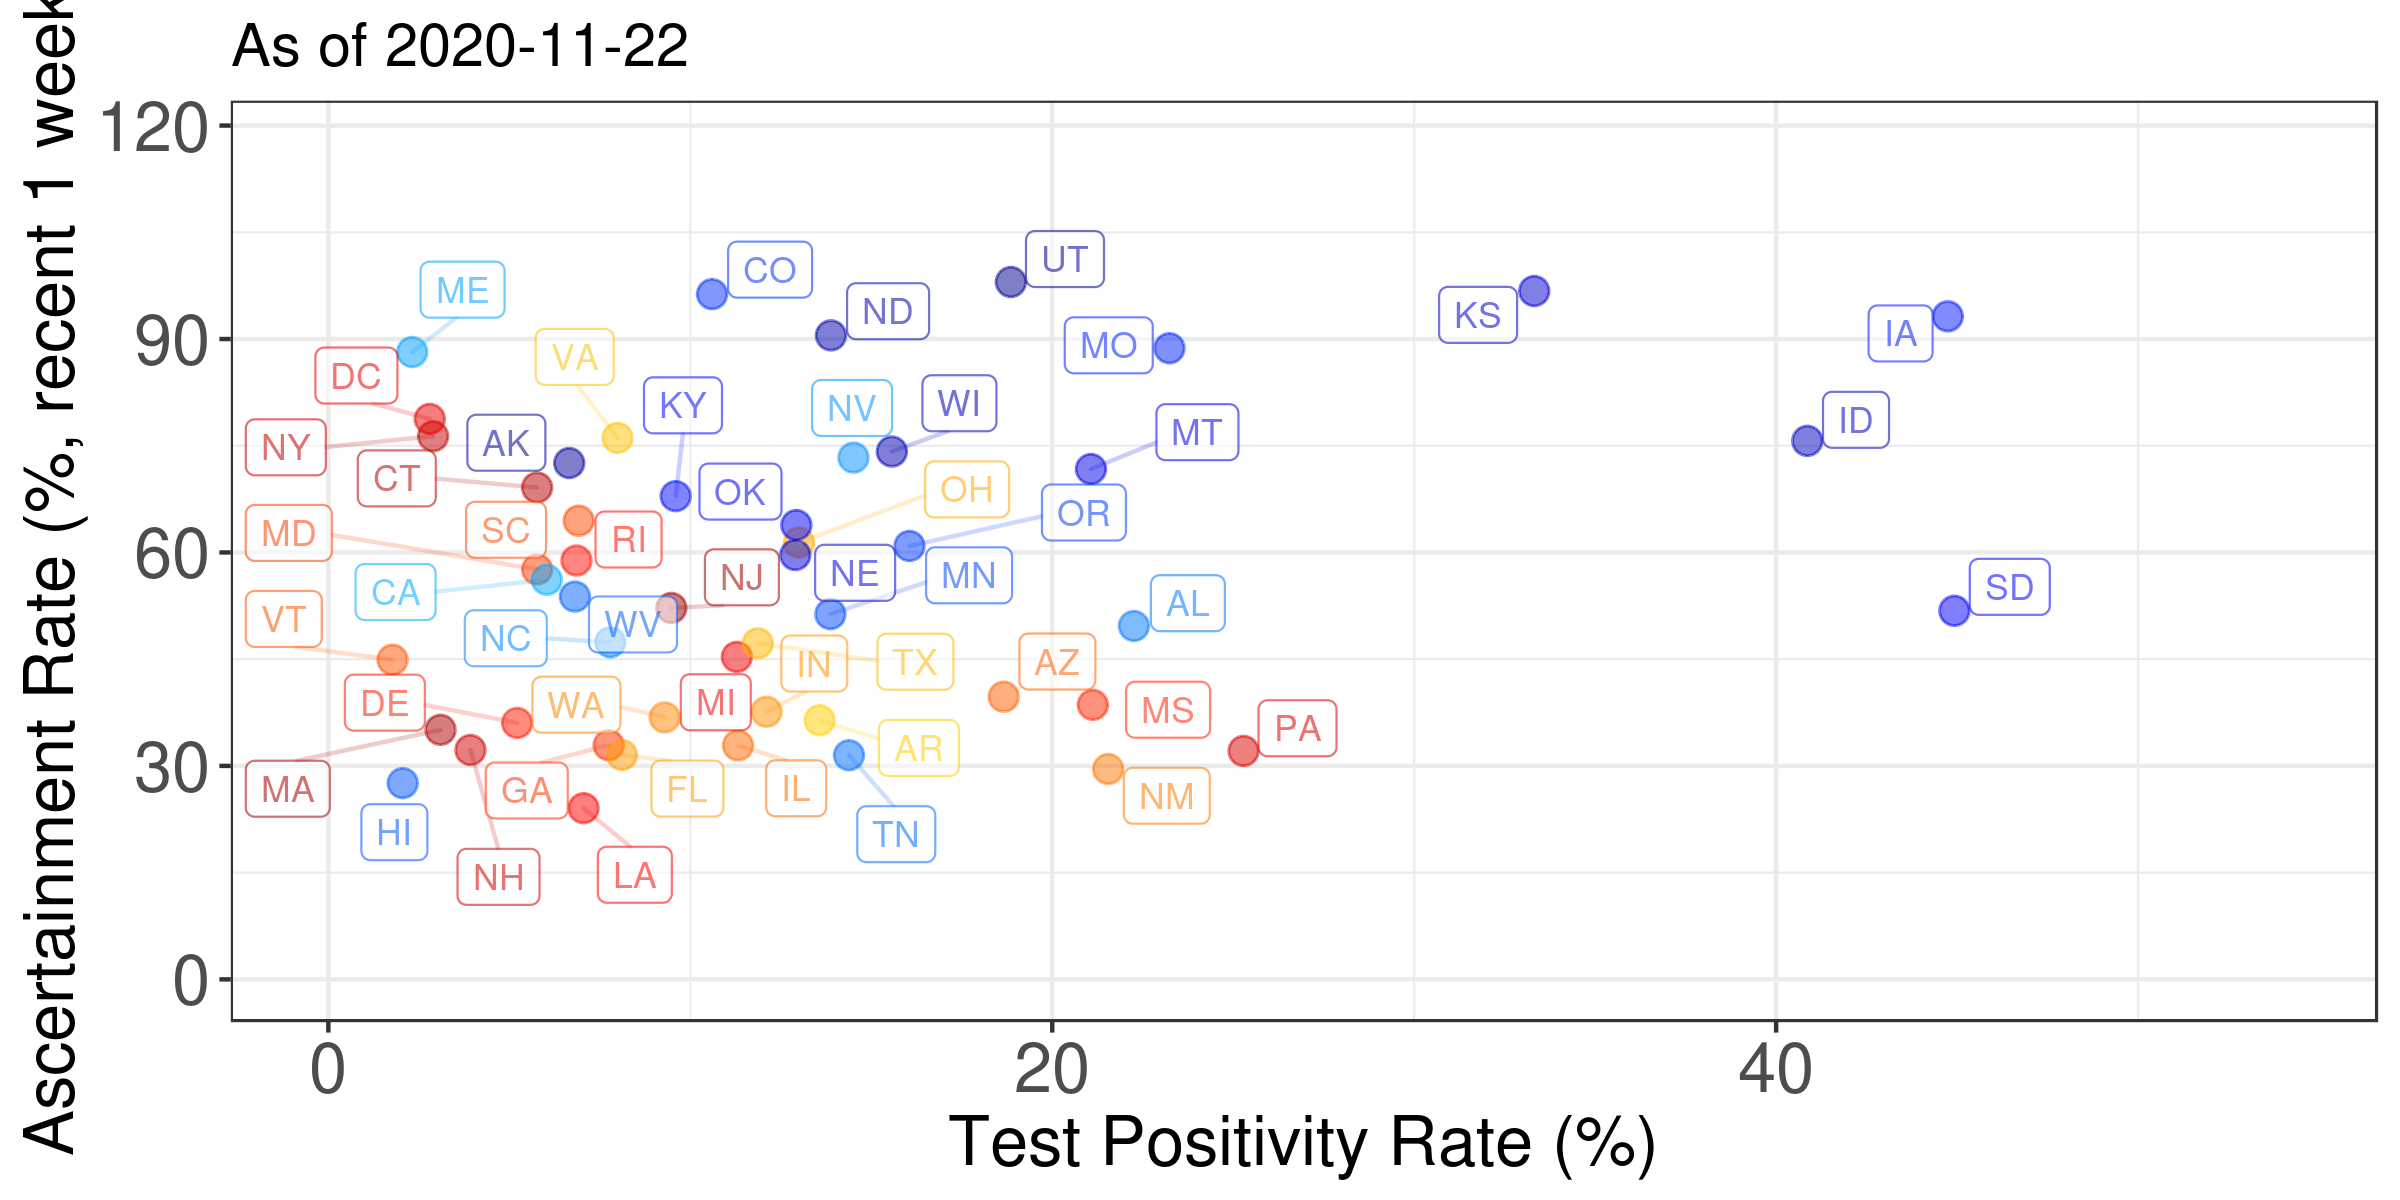 As of 2020-11-22
Ascertainment Rate (%, recent 1 week
120
90
60
30
0
UT
CO
ME
ND
KS
IA
MO
VA
DC
WI
KY
NV
ID
MT
AK
NY
CT
OH
OK
OR
SC
MD
RI
NE
MN
NJ
SD
CA
AL
VT
WV
NC
IN
TX
AZ
DE
WA
MI
MS
PA
AR
MA
GA
FL
IL
NM
HI
TN
NH
LA
0
20
40
Test Positivity Rate (%)